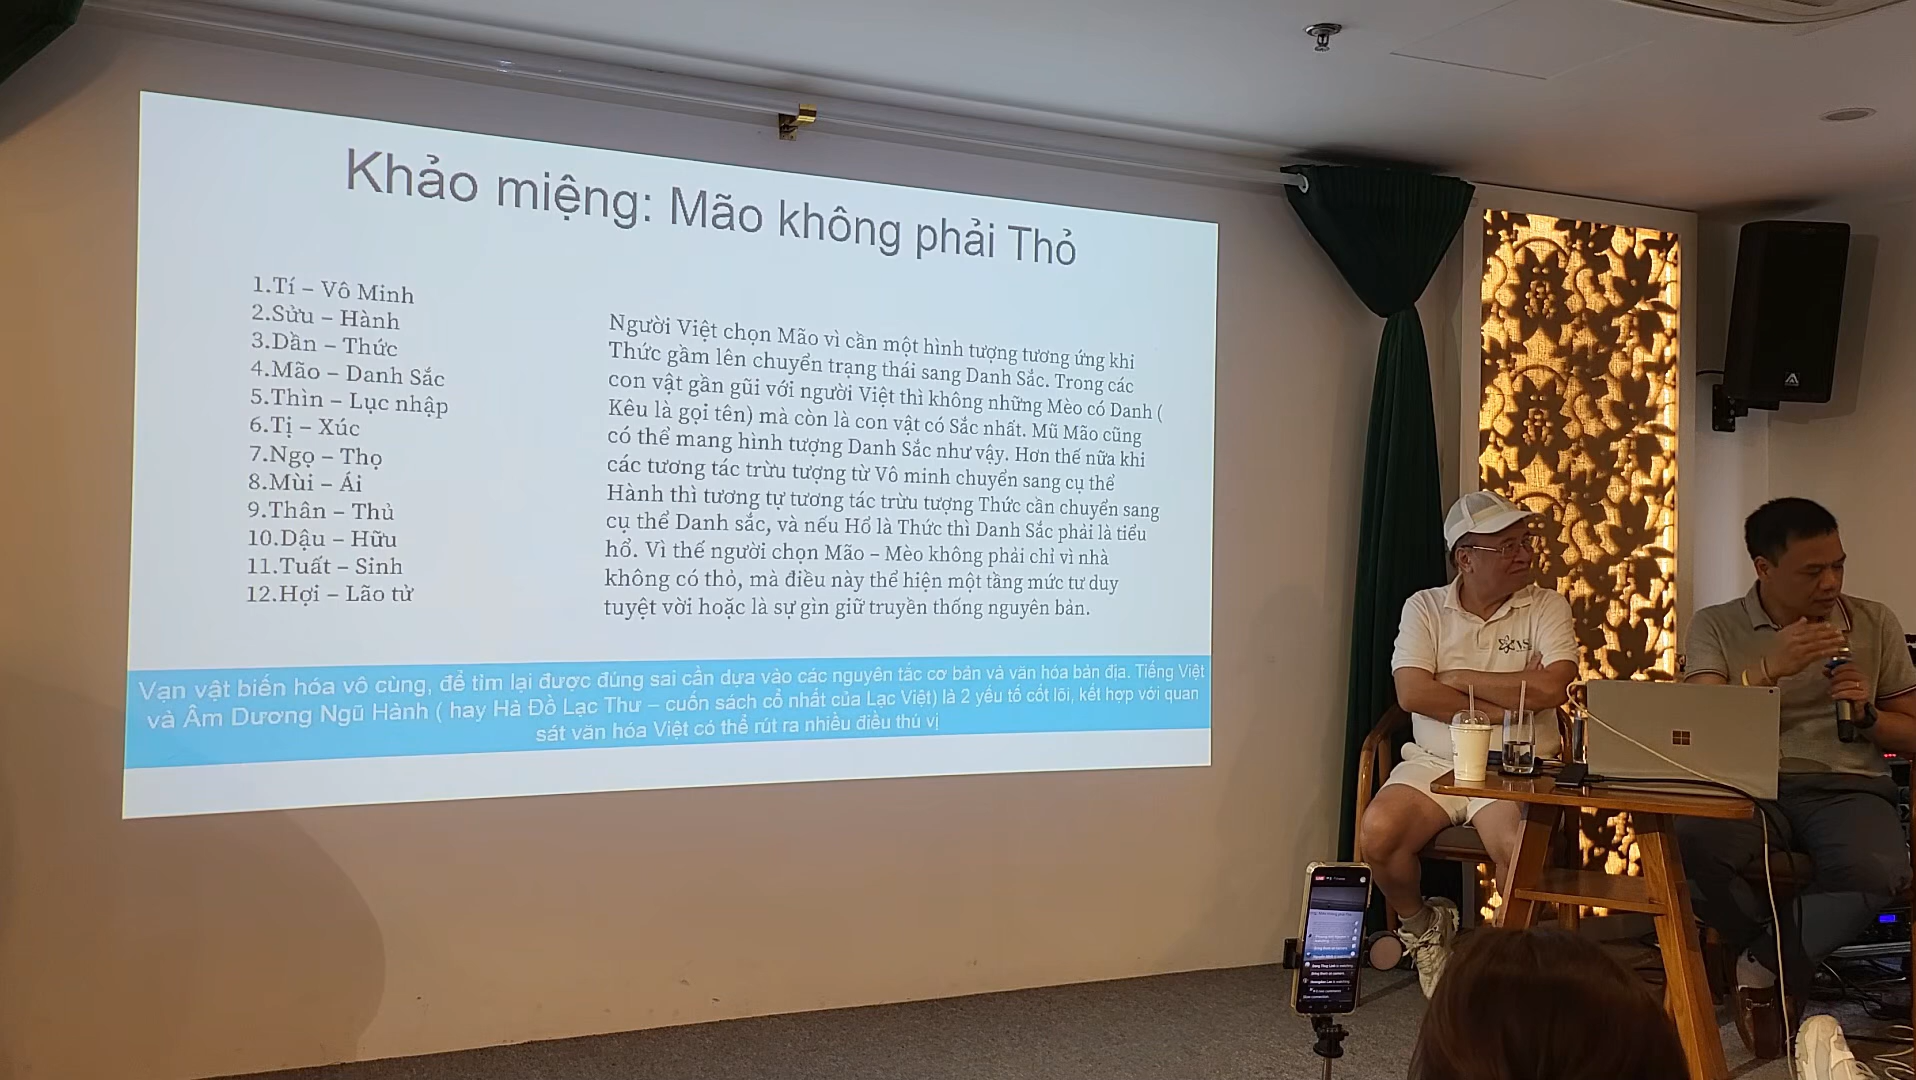 Khảo miệng: Mão không phải Thỏ
1.Tí – Vô Minh
2.Sửu – Hành
3.Dần – Thức
4.Mão – Danh Sắc
5.Thìn – Lục nhập
6.Tị – Xúc
7.Ngọ – Thọ
8.Mùi – Ái
9.Thân – Thủ
10.Dậu – Hữu
11.Tuất – Sinh
12.Hợi – Lão tử
Người Việt chọn Mão vì cần một hình tượng tương ứng khi
Thức gầm lên chuyển trạng thái sang Danh Sắc. Trong các
con vật gần gũi với người Việt thì không những Mèo có Danh (
Kêu là gọi tên) mà còn là con vật có Sắc nhất. Mũ Mão cũng
có thể mang hình tượng Danh Sắc như vậy. Hơn thế nữa khi
các tương tác trừu tượng từ Vô minh chuyển sang cụ thể
Hành thì tương tự tương tác trừu tượng Thức cần chuyển sang
cụ thể Danh sắc, và nếu Hổ là Thức thì Danh Sắc phải là tiểu
hổ. Vì thế người chọn Mão – Mèo không phải chỉ vì nhà
không có thỏ, mà điều này thể hiện một tầng mức tư duy
tuyệt vời hoặc là sự gìn giữ truyền thống nguyên bản.
Vạn vật biến hóa vô cùng, để tìm lại được đúng sai cần dựa vào các nguyên tắc cơ bản và văn hóa bản địa. Tiếng Việt
và Âm Dương Ngũ Hành ( hay Hà Đồ Lạc Thư – cuốn sách cổ nhất của Lạc Việt) là 2 yếu tố cốt lõi, kết hợp với quan
sát văn hóa Việt có thể rút ra nhiều điều thú vị